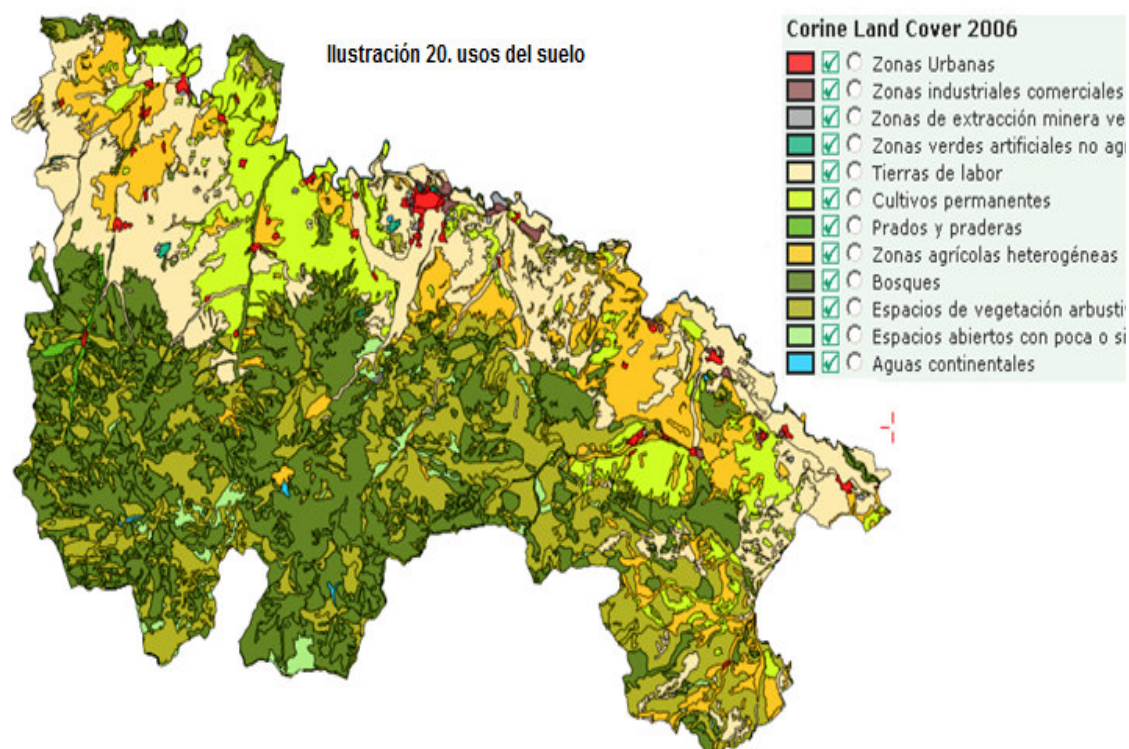 Ilustración 20. usos del suelo
Corine Land Cover 2006
Zonas Urbanas
Zonas industriales comerciales
Zonas de extracción minera ve
Zonas verdes artificiales no agr
Tierras de labor
Cultivos permanentes
Prados y praderas
Zonas agrícolas heterogéneas
Bosques
Espacios de vegetación arbusti
Espacios abiertos con poca o si
Aguas continentales